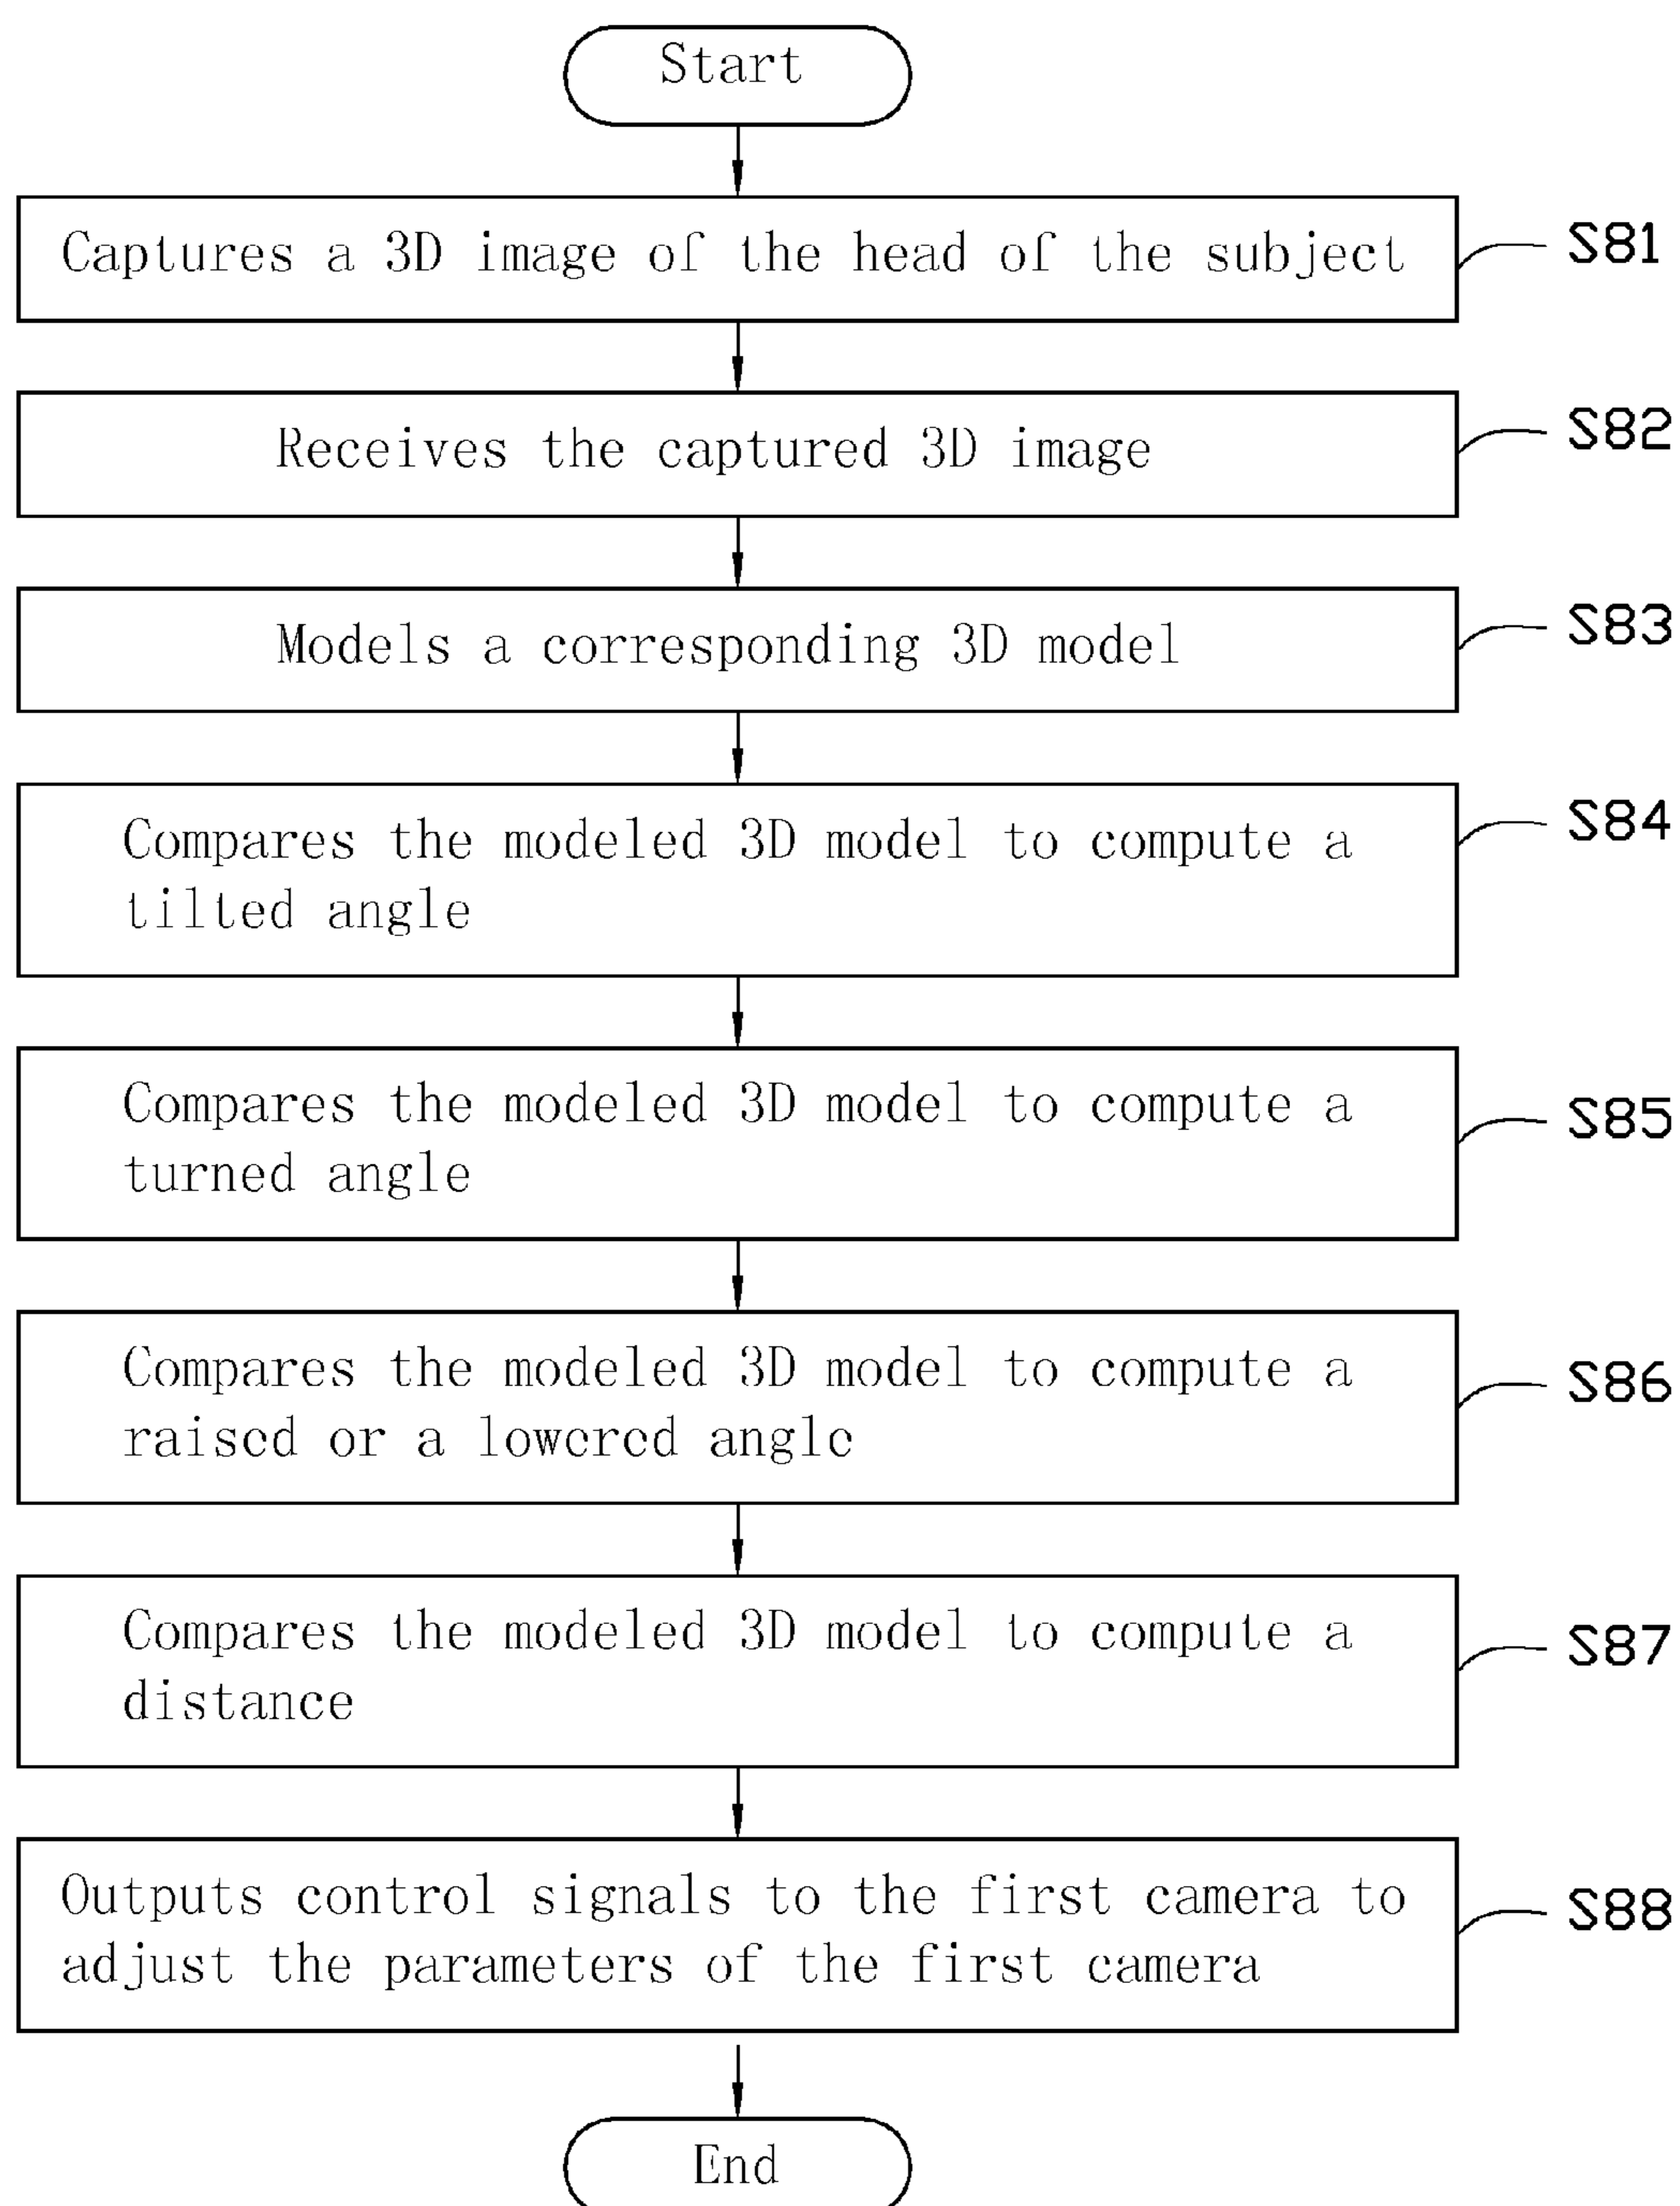 Start
Captures a 3D image of the head of the subject
S81
Receives the captured 3D image
S82
Models a corresponding 3D model
S83
Compares the modeled 3D model to compute a
tilted angle
S84
Compares the modeled 3D model to compute a
turned angle
S85
Compares the modeled 3D model to compute a
raised or a lowered angle
S86
Compares the modeled 3D model to compute a
distance
S87
Outputs control signals to the first camera to
adjust the parameters of the first camera
S88
End